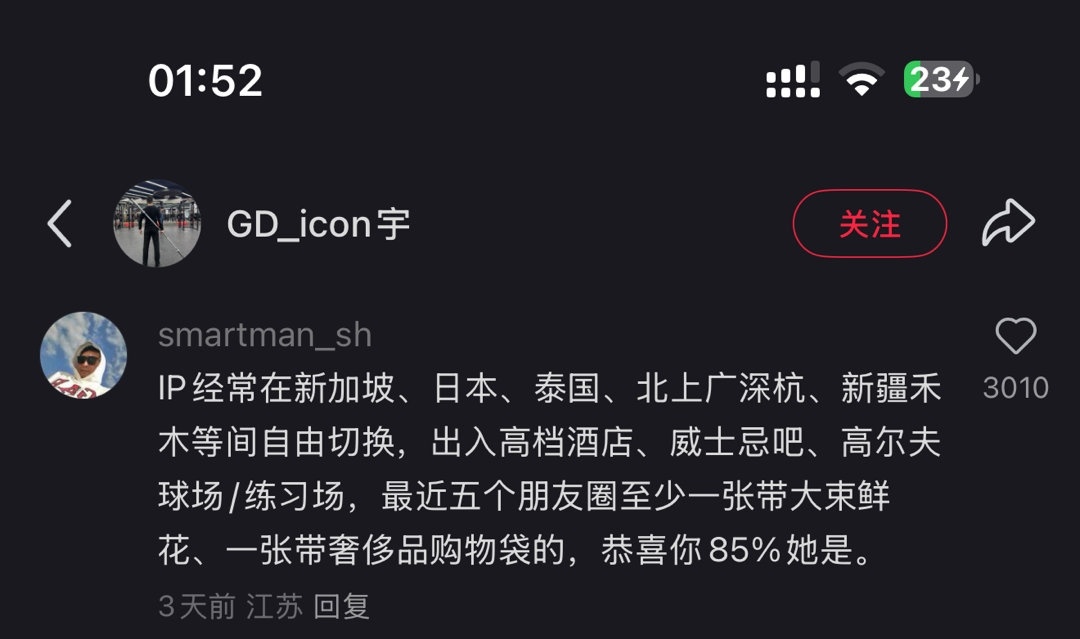 01:52
23
GD_icon宇
关注
smartman_sh
IP经常在新加坡、日本、泰国、北上广深杭、新疆禾
木等间自由切换，出入高档酒店、威士忌吧、高尔夫
球场/练习场，最近五个朋友圈至少一张带大束鲜
花、一张带奢侈品购物袋的，恭喜你85%她是。
3010
3天前 江苏 回复